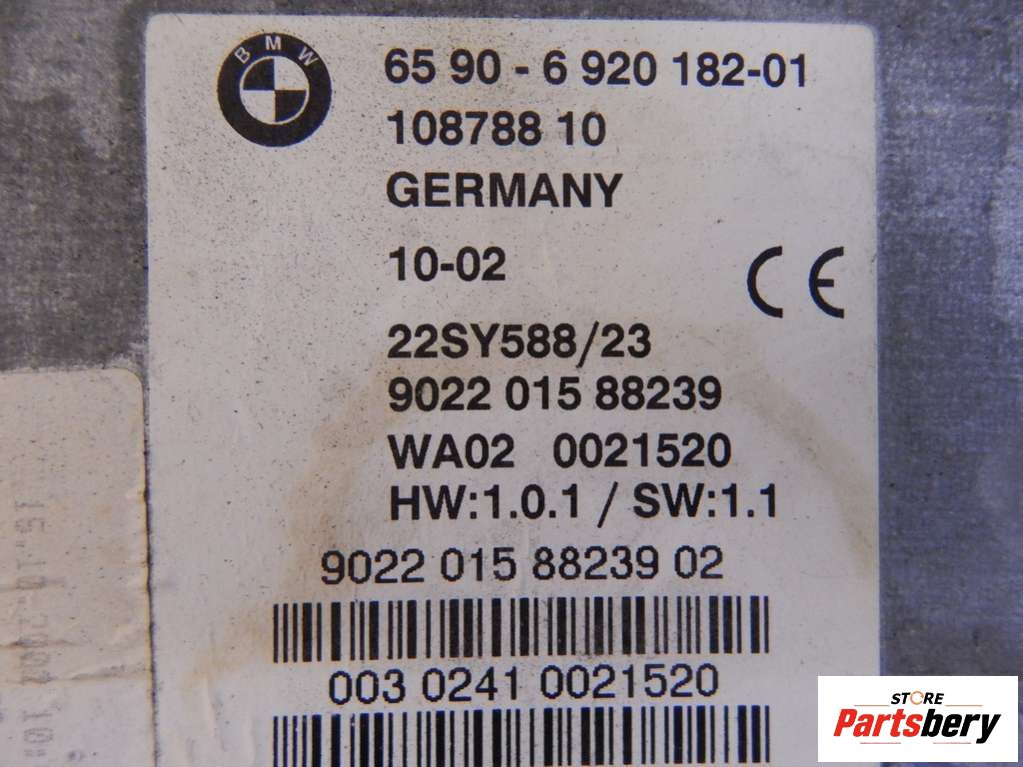 BMW
65 90 - 6 920 182-01
108788 10
GERMANY
10-02
CE
22SY588/23
9022 015 88239
WA02 0021520
HW:1.0.1 / SW:1.1
9022 015 88239 02
003 0241 0021520
STORE
Partsbery